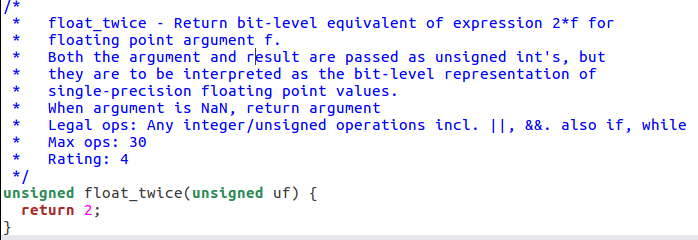 /*
 *   float_twice - Return bit-level equivalent of expression 2*f for
 *   floating point argument f.
 *   Both the argument and result are passed as unsigned int's, but
 *   they are to be interpreted as the bit-level representation of
 *   single-precision floating point values.
 *   When argument is NaN, return argument
 *   Legal ops: Any integer/unsigned operations incl. ||, &&. also if, while
 *   Max ops: 30
 *   Rating: 4
 */
unsigned float_twice(unsigned uf) {
  return 2;
}